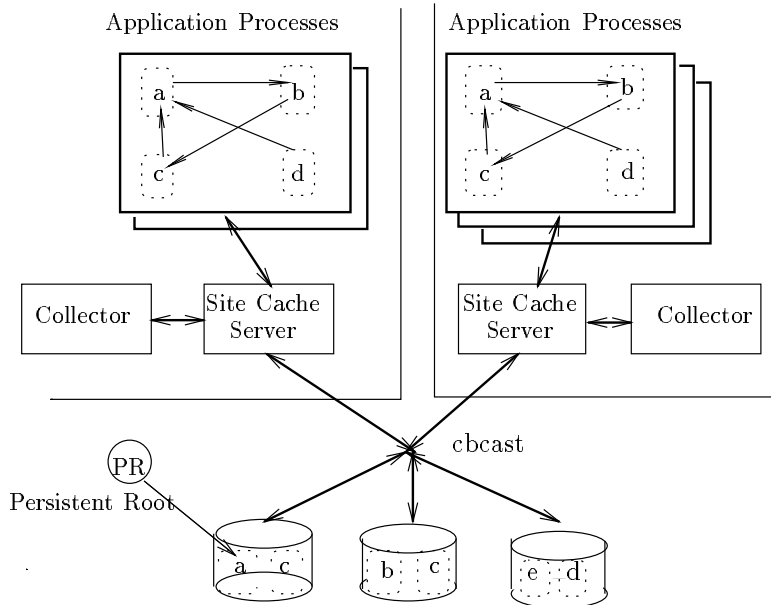 Application Processes
Application Processes
a
b
a
b
c
d
c
d
Collector
Site Cache
Server
Site Cache
Server
Collector
cbcast
PR
Persistent Root
a
c
b
c
e
d